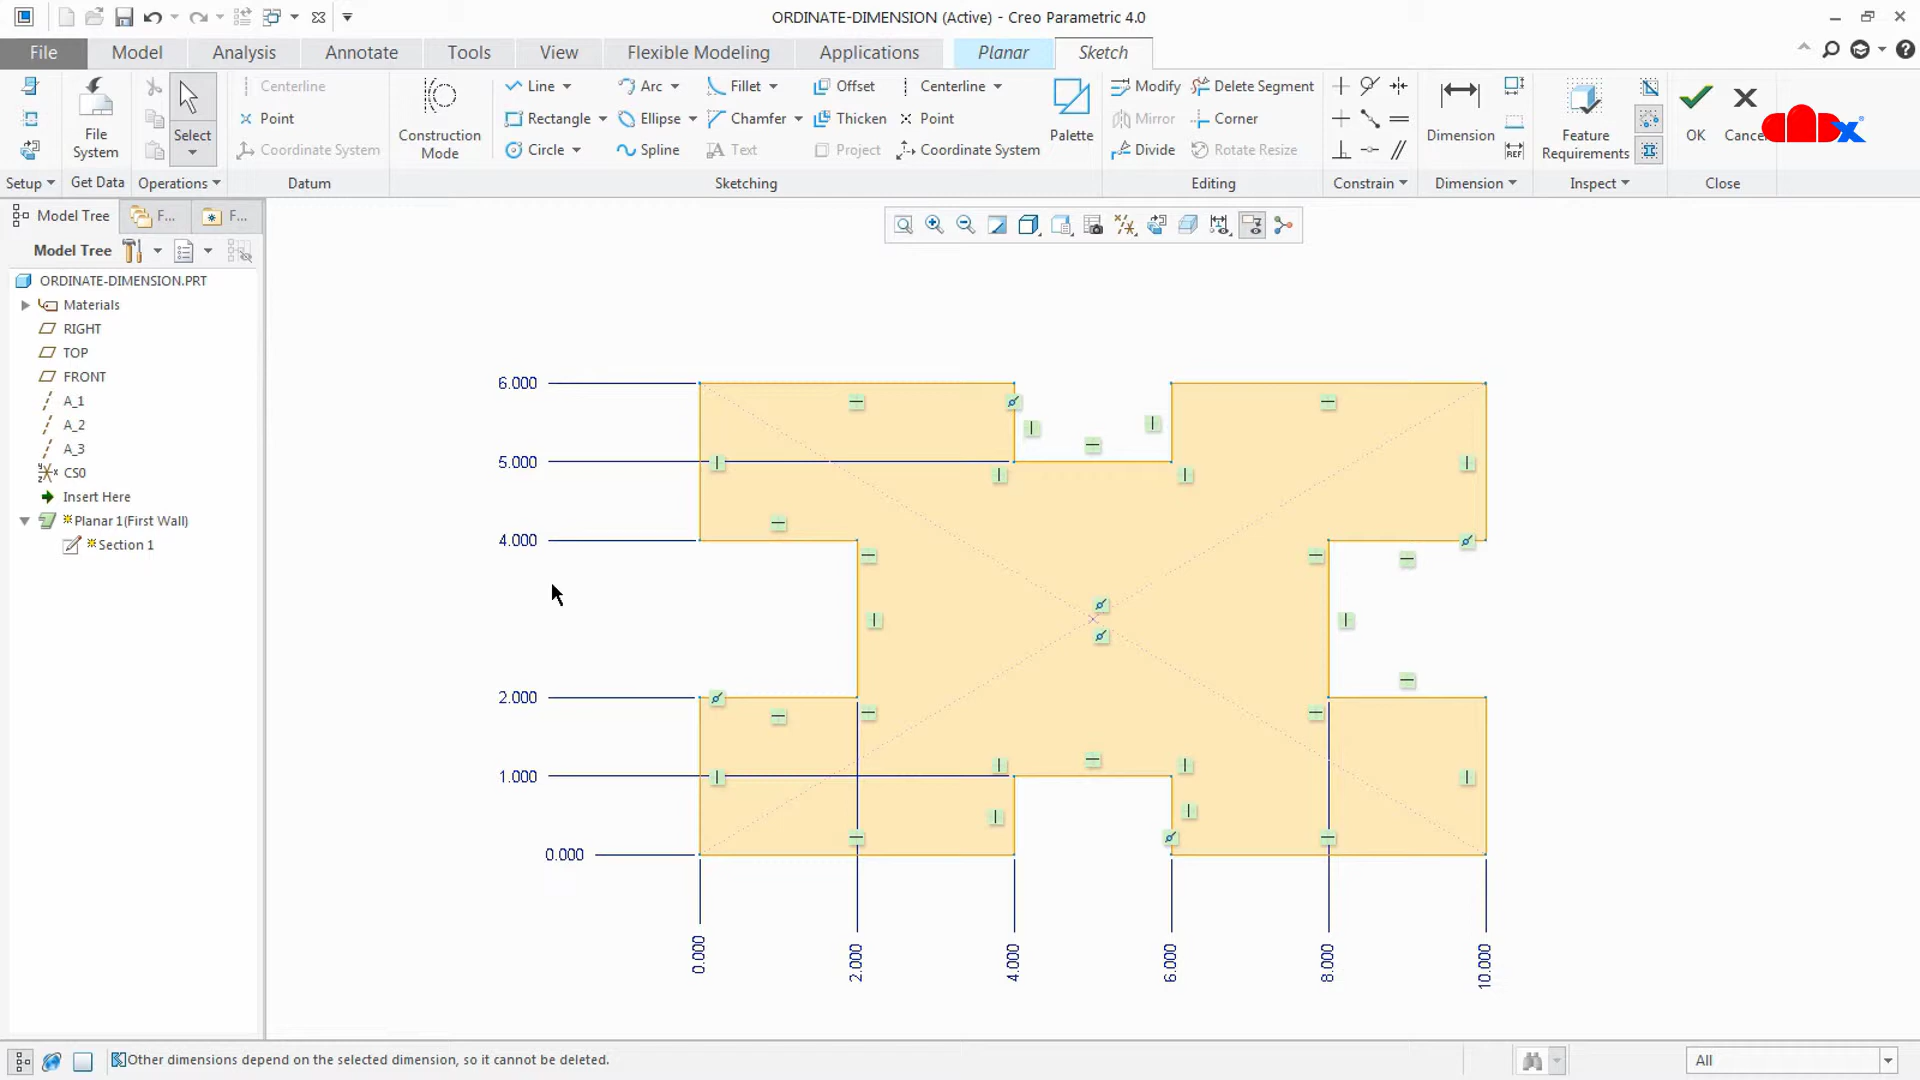 ORDINATE-DIMENSION (Active) - Creo Parametric 4.0
File Model Analysis Annotate Tools View Flexible Modeling Applications Planar Sketch
Centerline Line Arc Fillet Offset Centerline Modify Delete Segment
Point Rectangle Ellipse Chamfer Thicken Point Mirror Corner
File System Select Coordinate System Construction Mode Circle Spline Text Project Coordinate System Palette Divide Rotate Resize Dimension REF Feature Requirements OK Cancel
Setup Get Data Operations Datum Sketching Editing Constrain Dimension Inspect Close
Model Tree F... F...
Model Tree
ORDINATE-DIMENSION.PRT
Materials
RIGHT
TOP
FRONT
A_1
A_2
A_3
CS0
Insert Here
Planar 1(First Wall)
Section 1
6.000
5.000
4.000
2.000
1.000
0.000
0.000 2.000 4.000 6.000 8.000 10.000
Other dimensions depend on the selected dimension, so it cannot be deleted.
All